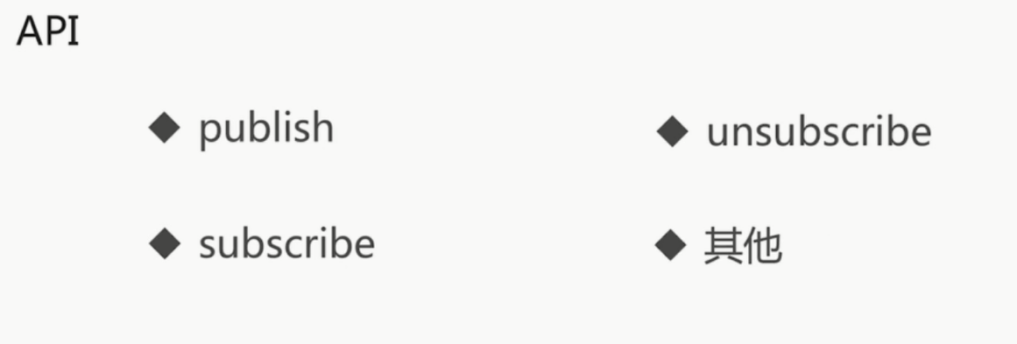 API
◆ publish
◆ unsubscribe
◆ subscribe
◆ 其他